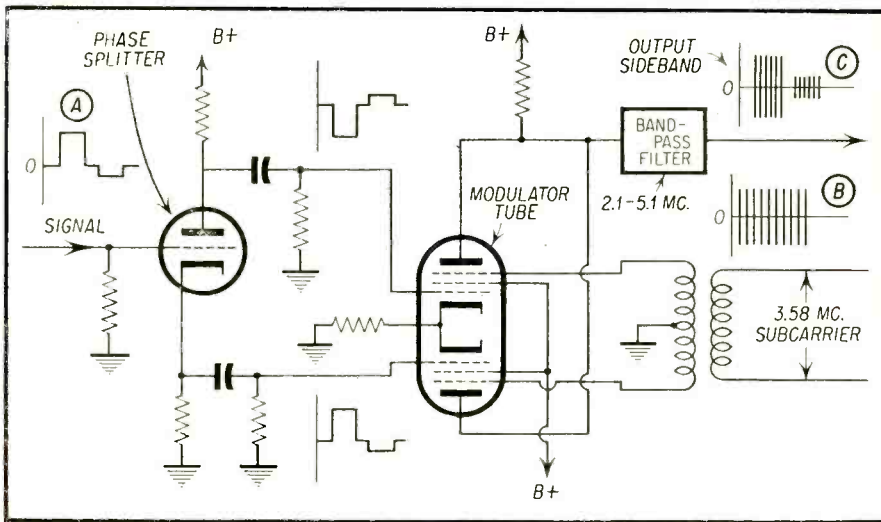 PHASE
SPLITTER
B+
A
0
SIGNAL
B+
OUTPUT
SIDEBAND
C
0
BAND-
PASS
FILTER
2.1-5.1 MC.
MODULATOR
TUBE
B
0
3.58 MC.
SUBCARRIER
B+